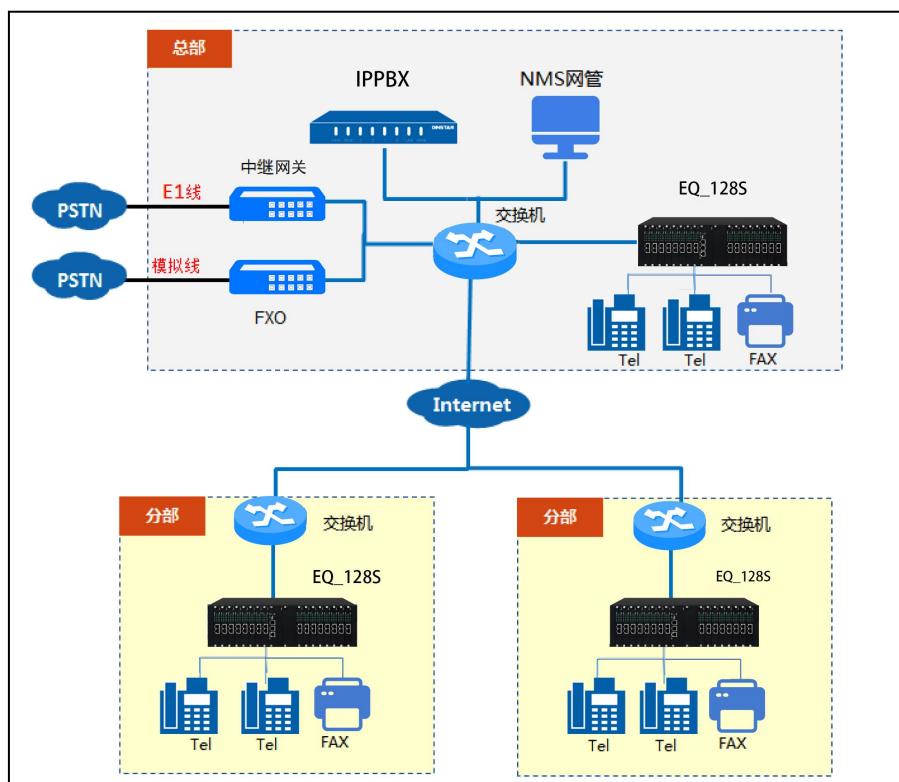 总部
IPPBX
NMS网管
DINSTAR
中继网关
E1线
PSTN
交换机
EQ_128S
模拟线
PSTN
FXO
Tel
Tel
FAX
Internet
分部
交换机
EQ_128S
Tel
Tel
FAX
分部
交换机
EQ_128S
Tel
Tel
FAX